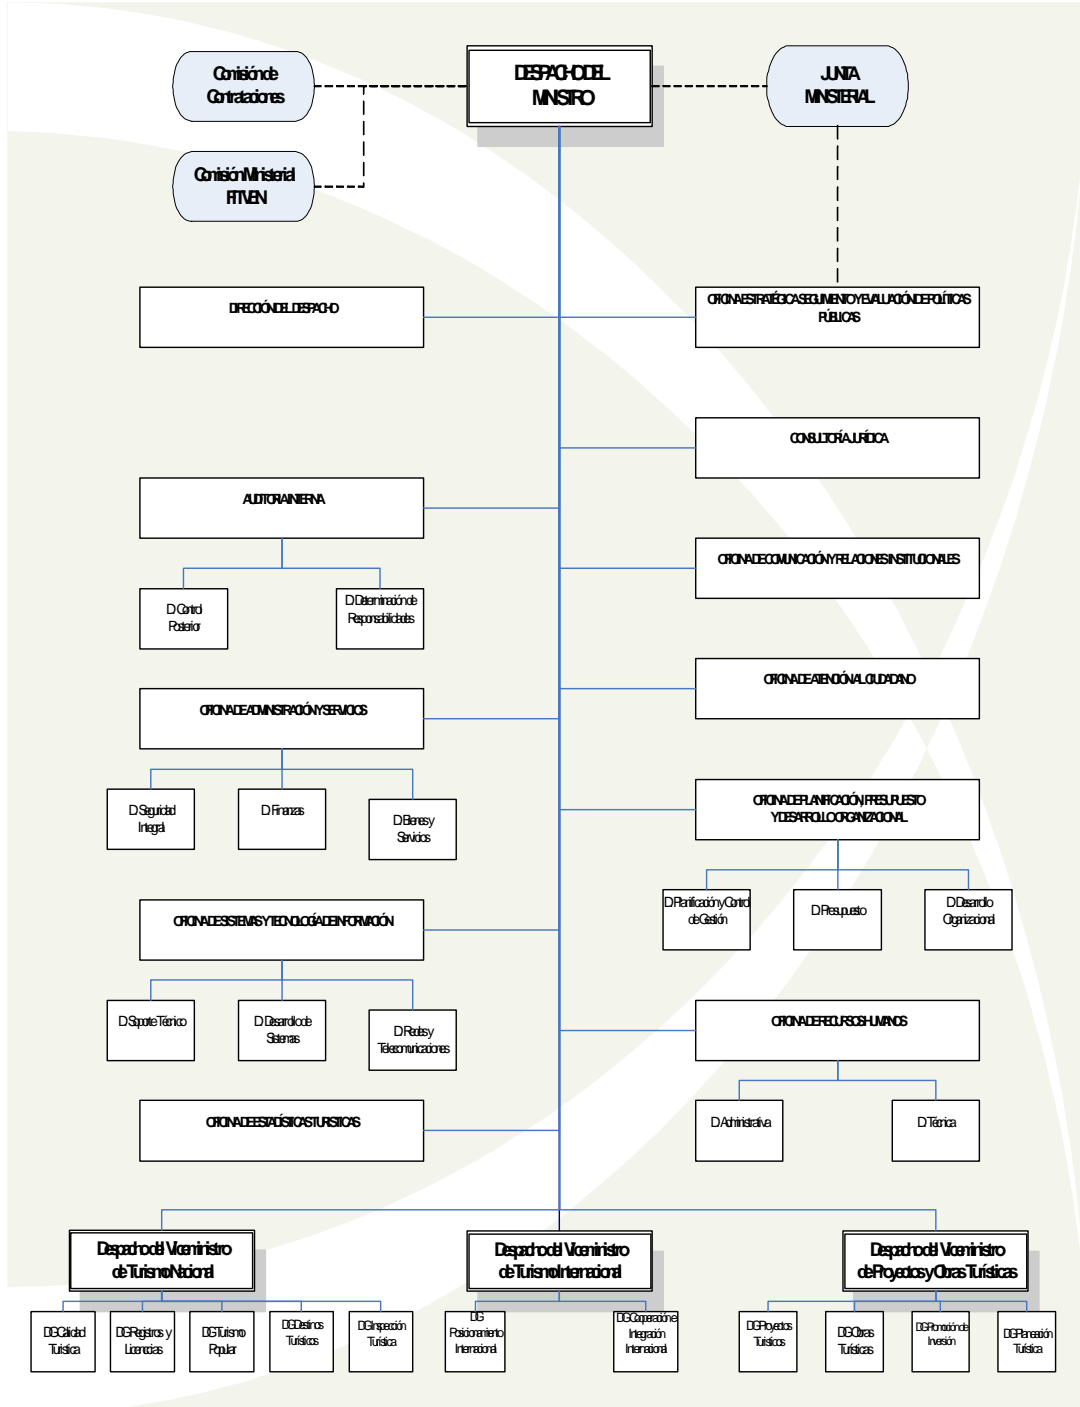 Comisión de
Contrataciones
DESPACHO DEL
MINISTRO
JUNTA
MINISTERIAL
Comisión Ministerial
FITVEN
DIRECCIÓN DEL DESPACHO
OFICINA ESTRATÉGICA SEGUIMIENTO Y EVALUACIÓN DE POLÍTICAS
PÚBLICAS
CONSULTORÍA JURÍDICA
AUDITORIA INTERNA
OFICINA DE COMUNICACIÓN Y RELACIONES INSTITUCIONALES
D. Control
Posterior
D. Determinación de
Responsabilidades
OFICINA DE ATENCIÓN AL CIUDADANO
OFICINA DE ADMINISTRACIÓN Y SERVICIOS
D. Seguridad
Integral
D. Finanzas
D. Bienes y
Servicios
OFICINA DE PLANIFICACIÓN, PRESUPUESTO
Y DESARROLLO ORGANIZACIONAL
D. Planificación y Control
de Gestión
D. Presupuesto
D. Desarrollo
Organizacional
OFICINA DE SISTEMAS Y TECNOLOGÍA DE INFORMACIÓN
D. Soporte Técnico
D. Desarrollo de
Sistemas
D. Redes y
Telecomunicaciones
OFICINA DE RECURSOS HUMANOS
D. Administrativa
D. Técnica
OFICINA DE ESTADÍSTICAS TURISTICAS
Despacho del Viceministro
de Turismo Nacional
Despacho del Viceministro
de Turismo Internacional
Despacho del Viceministro
de Proyectos y Obras Turísticas
DG Calidad
Turística
DG Registros y
Licencias
DG Turismo
Popular
DG Destinos
Turísticos
DG Inspección
Turística
DG
Posicionamiento
Internacional
DG Cooperación e
Integración
Internacional
DG Proyectos
Turísticos
DG Obras
Turísticas
DG Promoción de
Inversión
DG Planeación
Turística